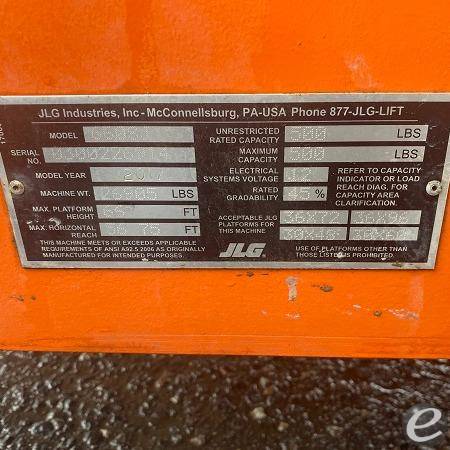 JLG Industries, Inc - McConnellsburg, PA-USA Phone 877-JLG-LIFT
MODEL
SERIAL NO.
MODEL YEAR
MACHINE WT. LBS
MAX. PLATFORM HEIGHT FT
MAX. HORIZONTAL REACH FT
THIS MACHINE MEETS OR EXCEEDS APPLICABLE
REQUIREMENTS OF ANSI A92.5 2006 AS ORIGINALLY
MANUFACTURED FOR INTENDED PURPOSES.
UNRESTRICTED RATED CAPACITY 500 LBS
MAXIMUM CAPACITY 500 LBS
ELECTRICAL SYSTEMS VOLTAGE 12
RATED GRADABILITY %
REFER TO CAPACITY
INDICATOR OR LOAD
REACH DIAG. FOR
CAPACITY AREA
CLARIFICATION.
ACCEPTABLE JLG
PLATFORMS FOR
THIS MACHINE
36X72 36X96
JLG
USE OF PLATFORMS OTHER THAN
THOSE LISTED IS PROHIBITED.
e